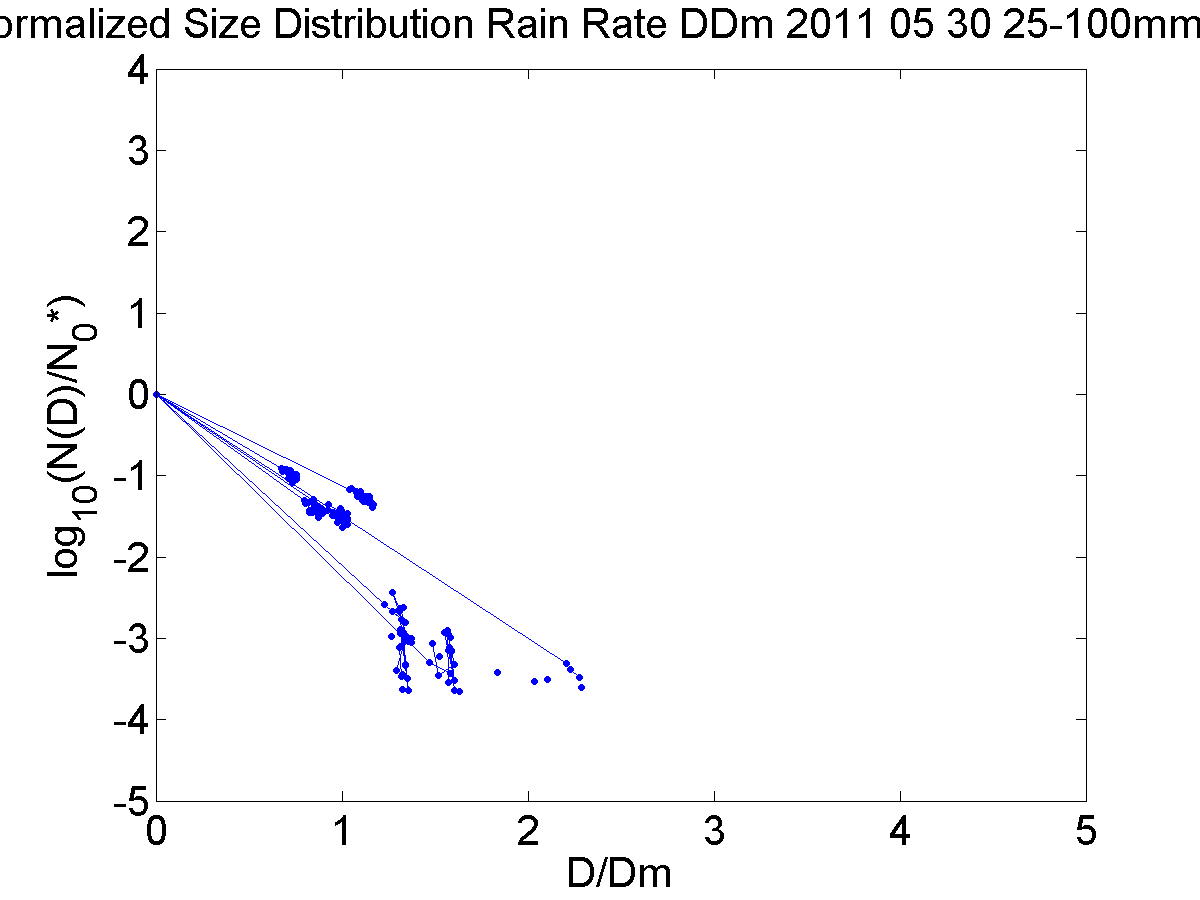 ormalized Size Distribution Rain Rate DDm 2011 05 30 25-100mm
4
3
2
1
0
-1
-2
-3
-4
-5
log10(N(D)/N0*)
0 1 2 3 4 5
D/Dm